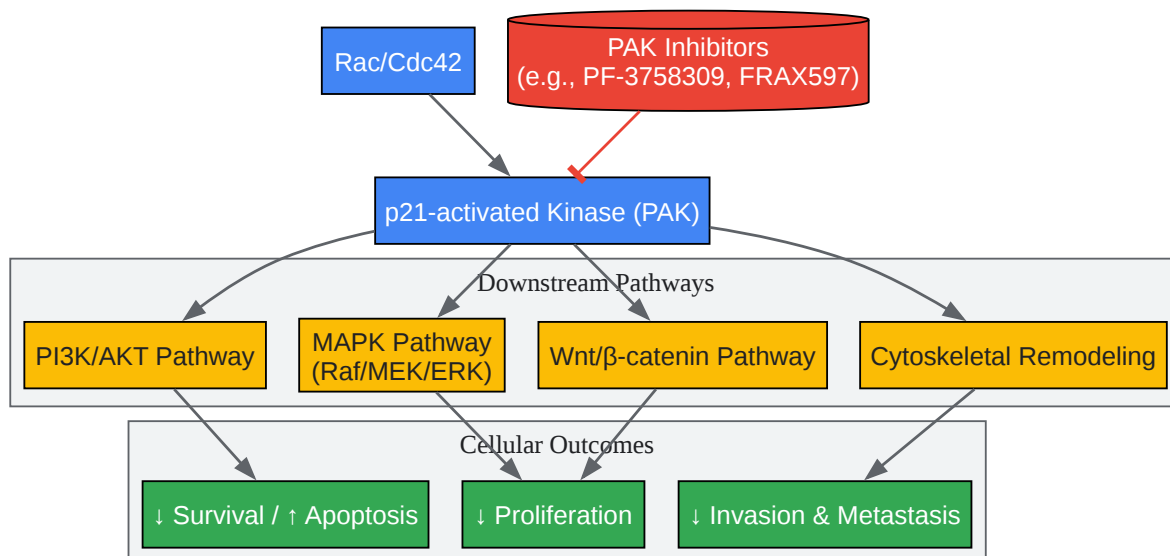 Rac/Cdc42
PAK Inhibitors
(e.g., PF-3758309, FRAX597)
p21-activated Kinase (PAK)
Downstream Pathways
PI3K/AKT Pathway
MAPK Pathway
(Raf/MEK/ERK)
Wnt/β-catenin Pathway
Cytoskeletal Remodeling
Cellular Outcomes
↓ Survival / ↑ Apoptosis
↓ Proliferation
↓ Invasion & Metastasis